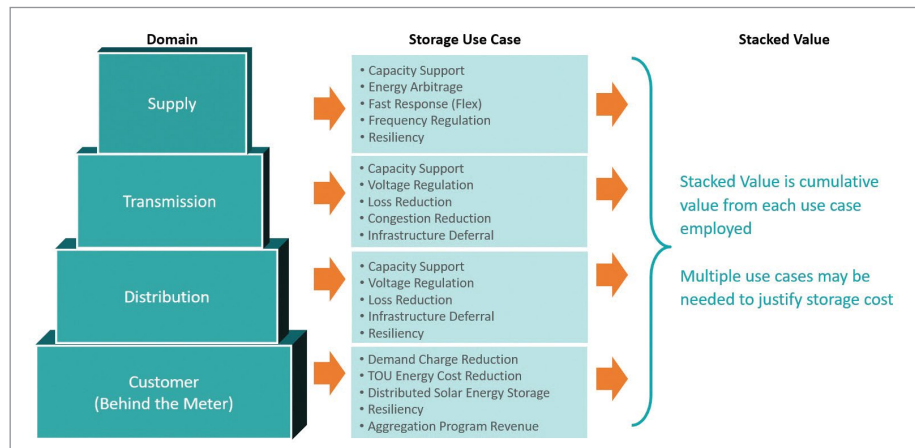 Domain
Storage Use Case
Stacked Value
Supply
• Capacity Support
• Energy Arbitrage
• Fast Response (Flex)
• Frequency Regulation
• Resiliency
Transmission
• Capacity Support
• Voltage Regulation
• Loss Reduction
• Congestion Reduction
• Infrastructure Deferral
Distribution
• Capacity Support
• Voltage Regulation
• Loss Reduction
• Infrastructure Deferral
• Resiliency
Customer
(Behind the Meter)
• Demand Charge Reduction
• TOU Energy Cost Reduction
• Distributed Solar Energy Storage
• Resiliency
• Aggregation Program Revenue
Stacked Value is cumulative
value from each use case
employed
Multiple use cases may be
needed to justify storage cost